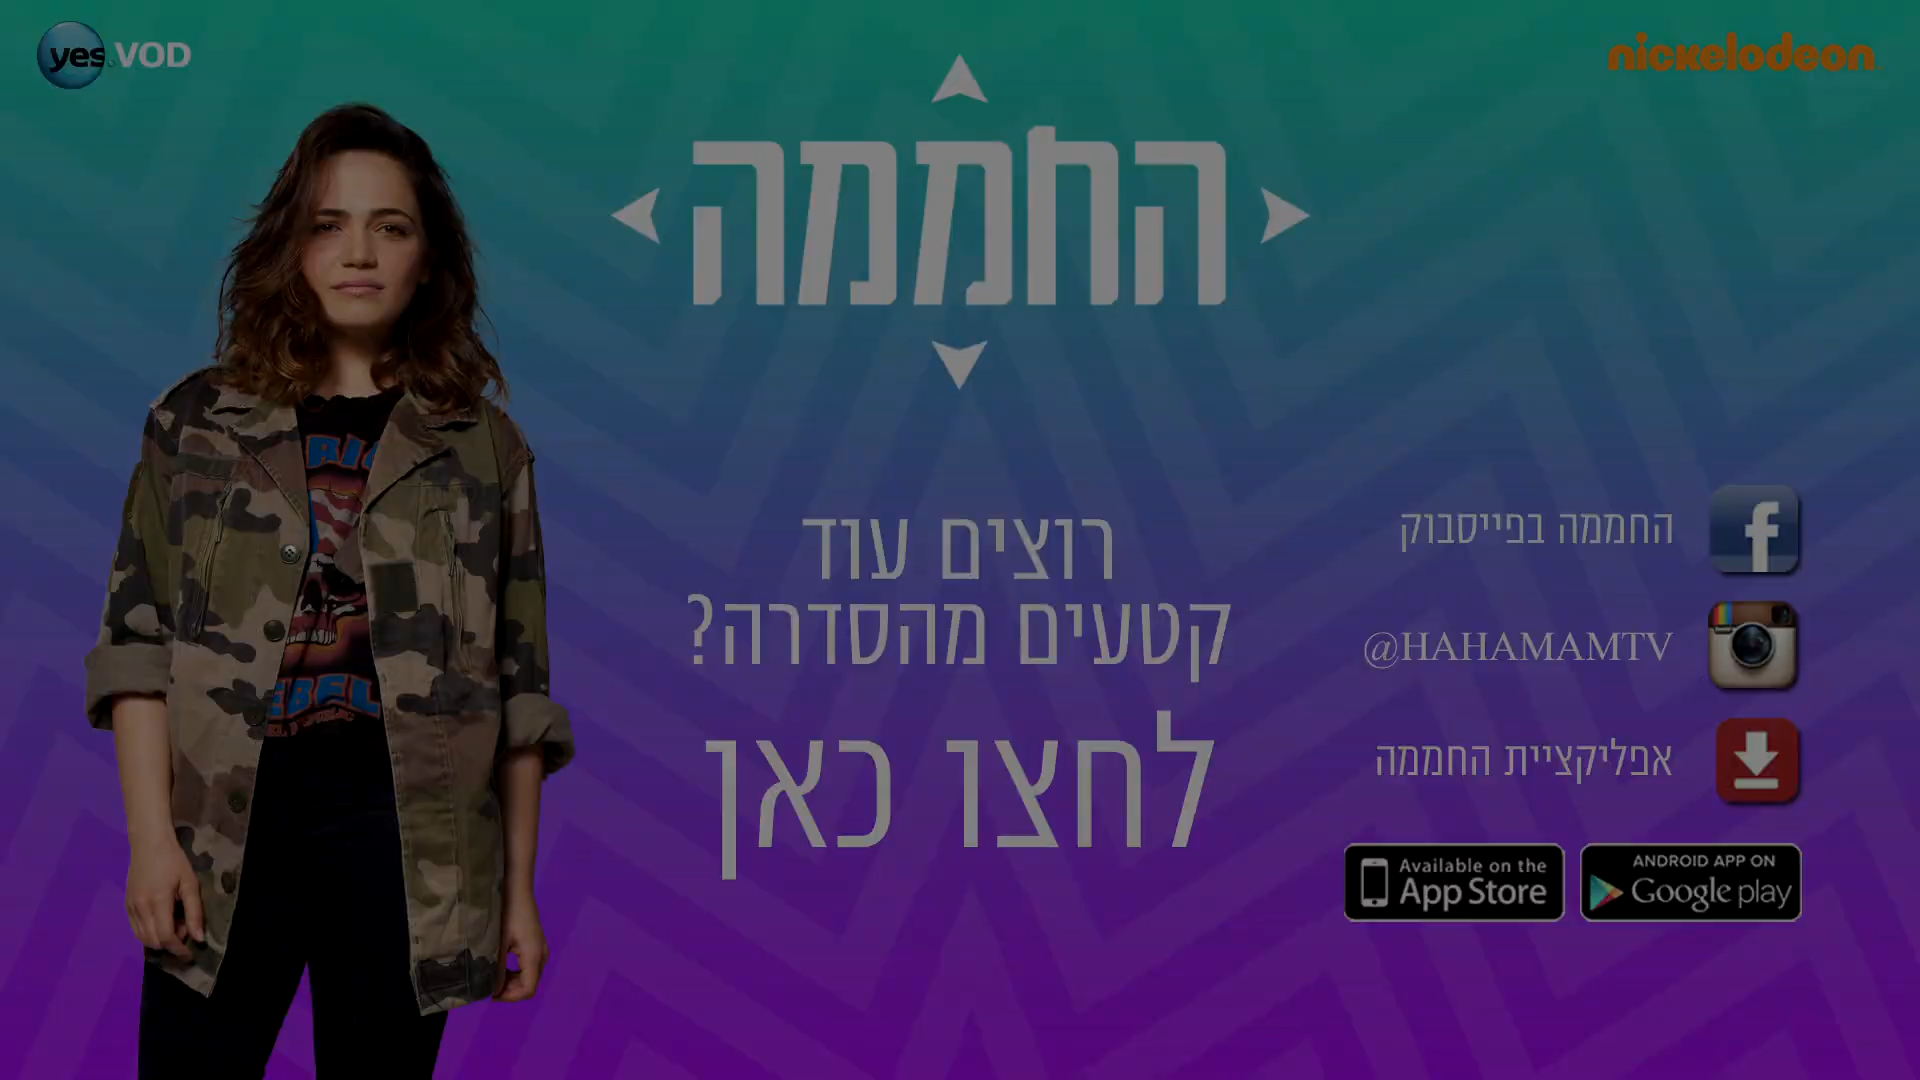 yes VOD
nickelodeon
החממה
רוצים עוד
קטעים מהסדרה?
לחצו כאן
החממה בפייסבוק
@HAHAMAMTV
אפליקציית החממה
Available on the
App Store
ANDROID APP ON
Google play